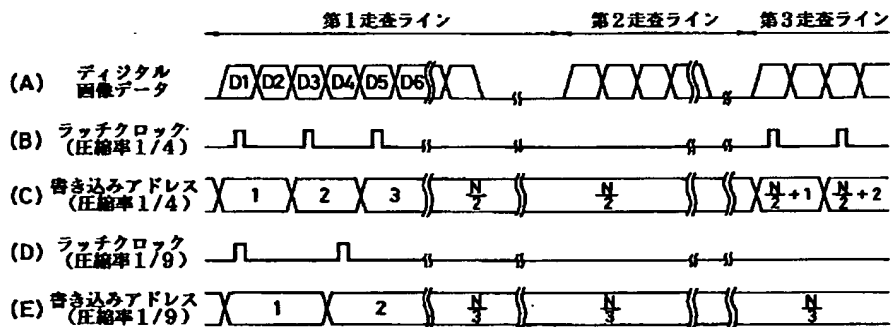 第1走査ライン 第2走査ライン 第3走査ライン
(A) ディジタル画像データ D1 D2 D3 D4 D5 D6
(B) ラッチクロック (圧縮率1/4)
(C) 書き込みアドレス (圧縮率1/4) 1 2 3 N/2 N/2 N/2+1 N/2+2
(D) ラッチクロック (圧縮率1/9)
(E) 書き込みアドレス (圧縮率1/9) 1 2 N/3 N/3 N/3